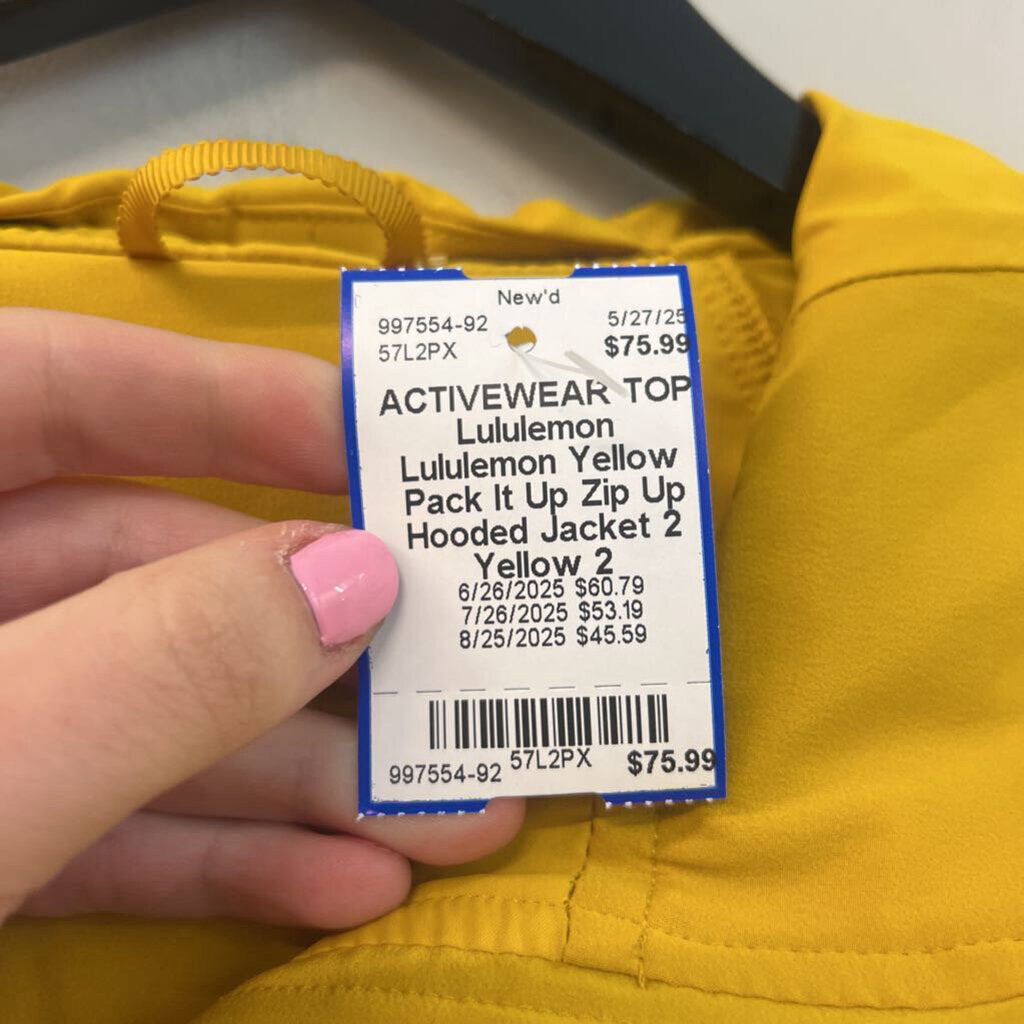 New'd
997554-92 5/27/25
57L2PX $75.99
ACTIVEWEAR TOP
Lululemon
Lululemon Yellow
Pack It Up Zip Up
Hooded Jacket 2
Yellow 2
6/26/2025 $60.79
7/26/2025 $53.19
8/25/2025 $45.59
997554-92 57L2PX $75.99